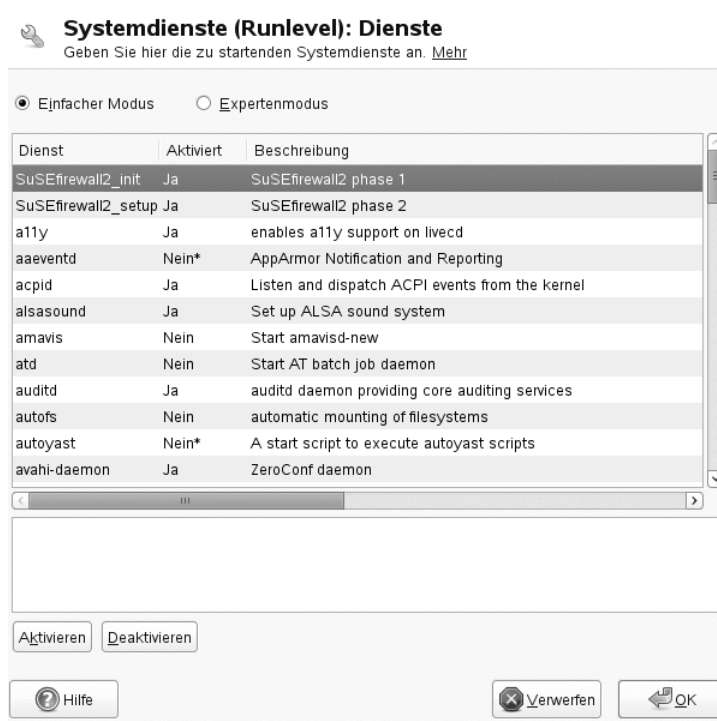 Systemdienste (Runlevel): Dienste
Geben Sie hier die zu startenden Systemdienste an. Mehr
Einfacher Modus Expertenmodus
Dienst Aktiviert Beschreibung
SuSEfirewall2_init Ja SuSEfirewall2 phase 1
SuSEfirewall2_setup Ja SuSEfirewall2 phase 2
a11y Ja enables a11y support on livecd
aaeventd Nein* AppArmor Notification and Reporting
acpid Ja Listen and dispatch ACPI events from the kernel
alsasound Ja Set up ALSA sound system
amavis Nein Start amavisd-new
atd Nein Start AT batch job daemon
auditd Ja auditd daemon providing core auditing services
autofs Nein automatic mounting of filesystems
autoyast Nein* A start script to execute autoyast scripts
avahi-daemon Ja ZeroConf daemon
Aktivieren Deaktivieren
Hilfe Verwerfen OK